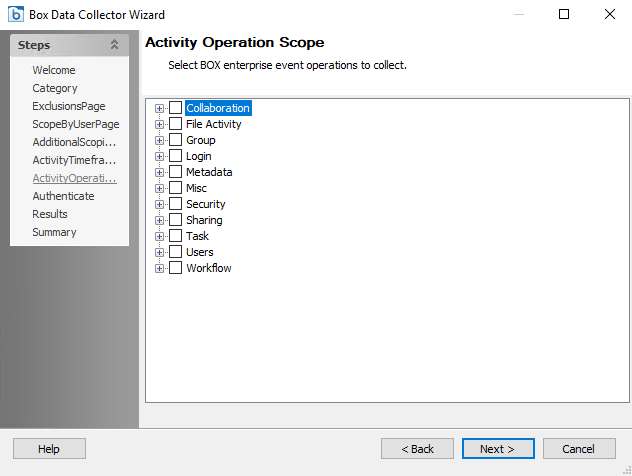 Box Data Collector Wizard
Steps
Welcome
Category
ExclusionsPage
ScopeByUserPage
AdditionalScopi...
ActivityTimefra...
ActivityOperati...
Authenticate
Results
Summary
Activity Operation Scope
Select BOX enterprise event operations to collect.
Collaboration
File Activity
Group
Login
Metadata
Misc
Security
Sharing
Task
Users
Workflow
Help
< Back
Next >
Cancel